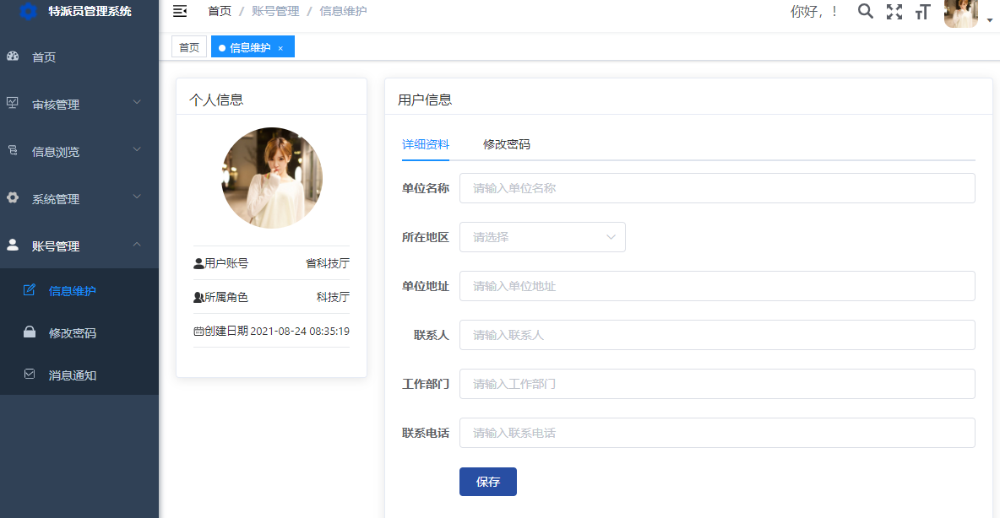 特派员管理系统
首页 / 账号管理 / 信息维护
你好，！
首页
信息维护 ×
首页
审核管理
信息浏览
系统管理
账号管理
信息维护
修改密码
消息通知
个人信息
用户账号 省科技厅
所属角色 科技厅
创建日期 2021-08-24 08:35:19
用户信息
详细资料 修改密码
单位名称 请输入单位名称
所在地区 请选择
单位地址 请输入单位地址
联系人 请输入联系人
工作部门 请输入工作部门
联系电话 请输入联系电话
保存